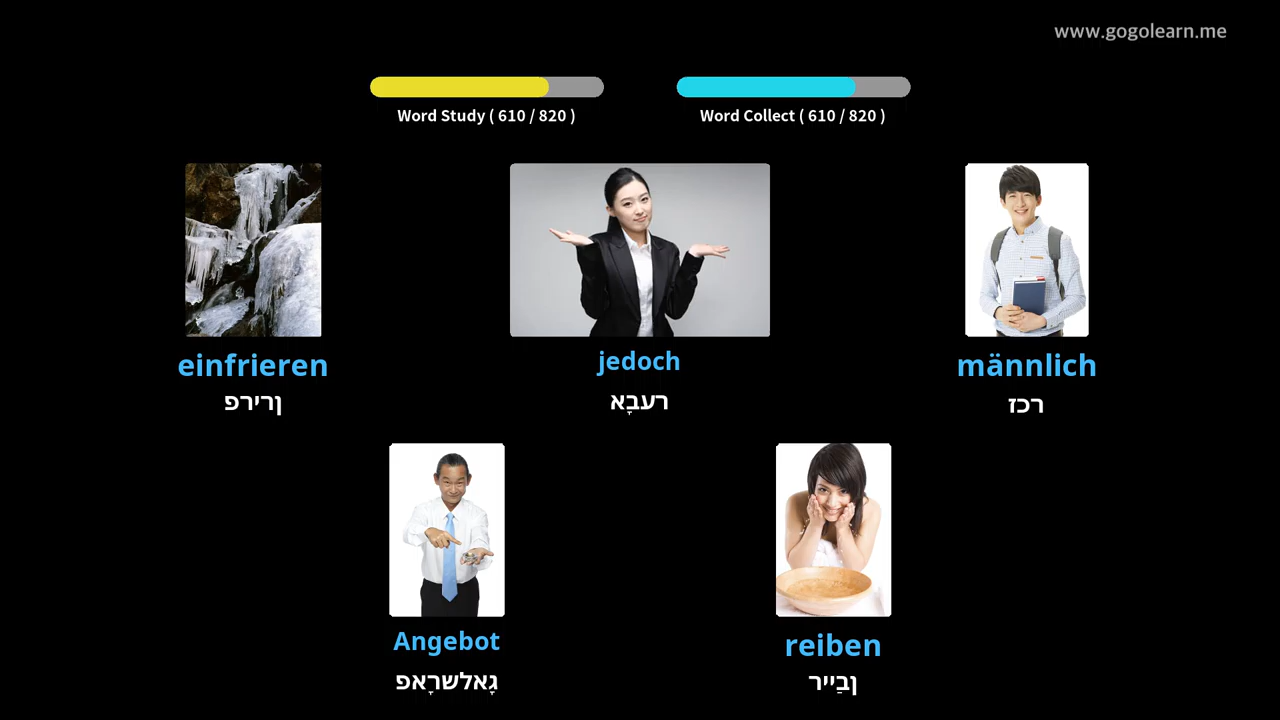 www.gogolearn.me
Word Study ( 610 / 820 )
Word Collect ( 610 / 820 )
einfrieren
ןרירפ
jedoch
רעבָא
männlich
רכז
Angebot
גָאלשרָאפ
reiben
ןבַייר